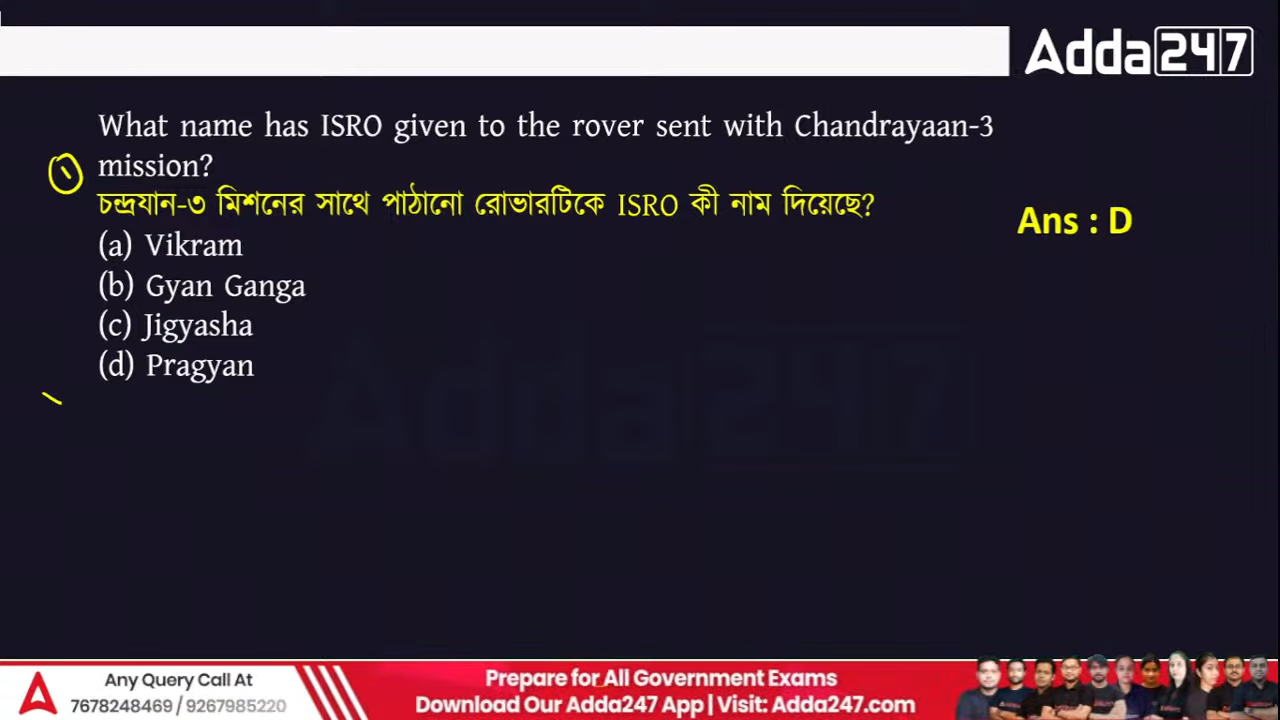 Adda247
What name has ISRO given to the rover sent with Chandrayaan-3
mission?
চন্দ্রযান-৩ মিশনের সাথে পাঠানো রোভারটিকে ISRO কী নাম দিয়েছে?
(a) Vikram
(b) Gyan Ganga
(c) Jigyasha
(d) Pragyan
Ans : D
Adda247
Any Query Call At
7678248469 / 9267985220
Prepare for All Government Exams
Download Our Adda247 App | Visit: Adda247.com